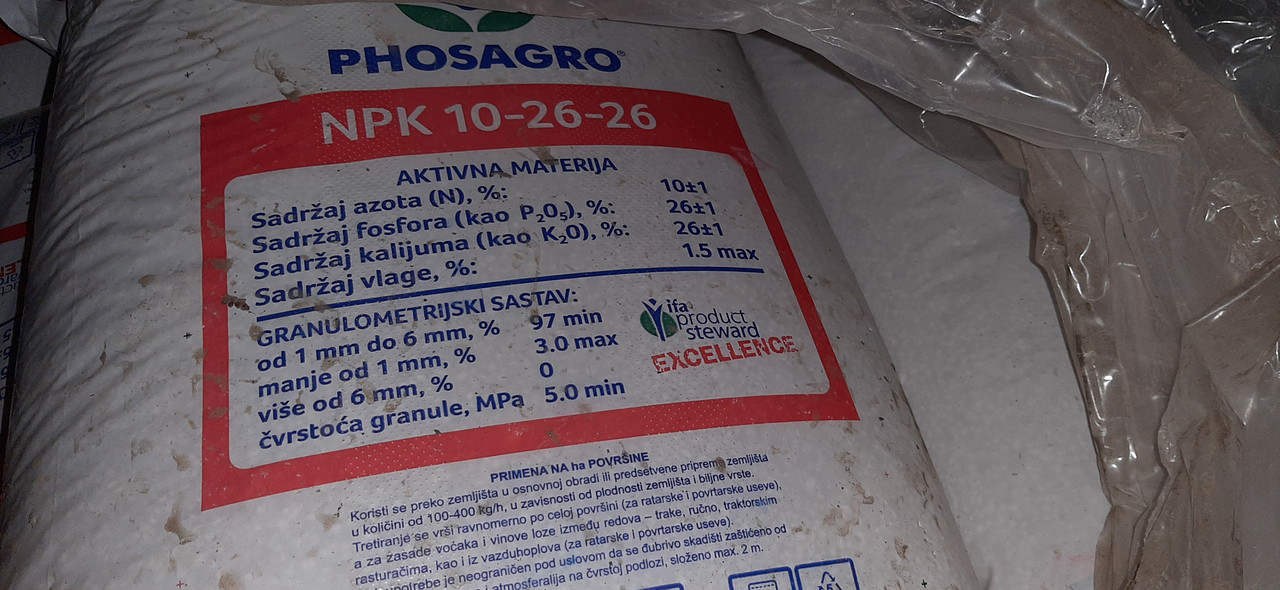 PHOSAGRO®
NPK 10-26-26
AKTIVNA MATERIJA
Sadržaj azota (N), %: 10±1
Sadržaj fosfora (kao P₂O₅), %: 26±1
Sadržaj kalijuma (kao K₂O), %: 26±1
Sadržaj vlage, %: 1.5 max
GRANULOMETRIJSKI SASTAV:
od 1 mm do 6 mm, % 97 min
manje od 1 mm, % 3.0 max
više od 6 mm, % 0
čvrstoća granule, MPa 5.0 min
ifa
product
steward
EXCELLENCE
PRIMENA NA ha POVRŠINE
Koristi se preko zemljišta u osnovnoj obradi ili predsetvene pripreme zemljišta
u količini od 100-400 kg/h, u zavisnosti od plodnosti zemljišta i biljne vrste.
Tretiranje se vrši ravnomerno po celoj površini (za ratarske i povrtarske useve),
a za zasade voćaka i vinove loze između redova – trake, ručno, traktorskim
rasturačima, kao i iz vazduhoplova (za ratarske i povrtarske useve).
je neograničen pod uslovom da se đubrivo skadišti zaštićeno od
atmosferalija na čvrstoj podlozi, složeno max. 2 m.